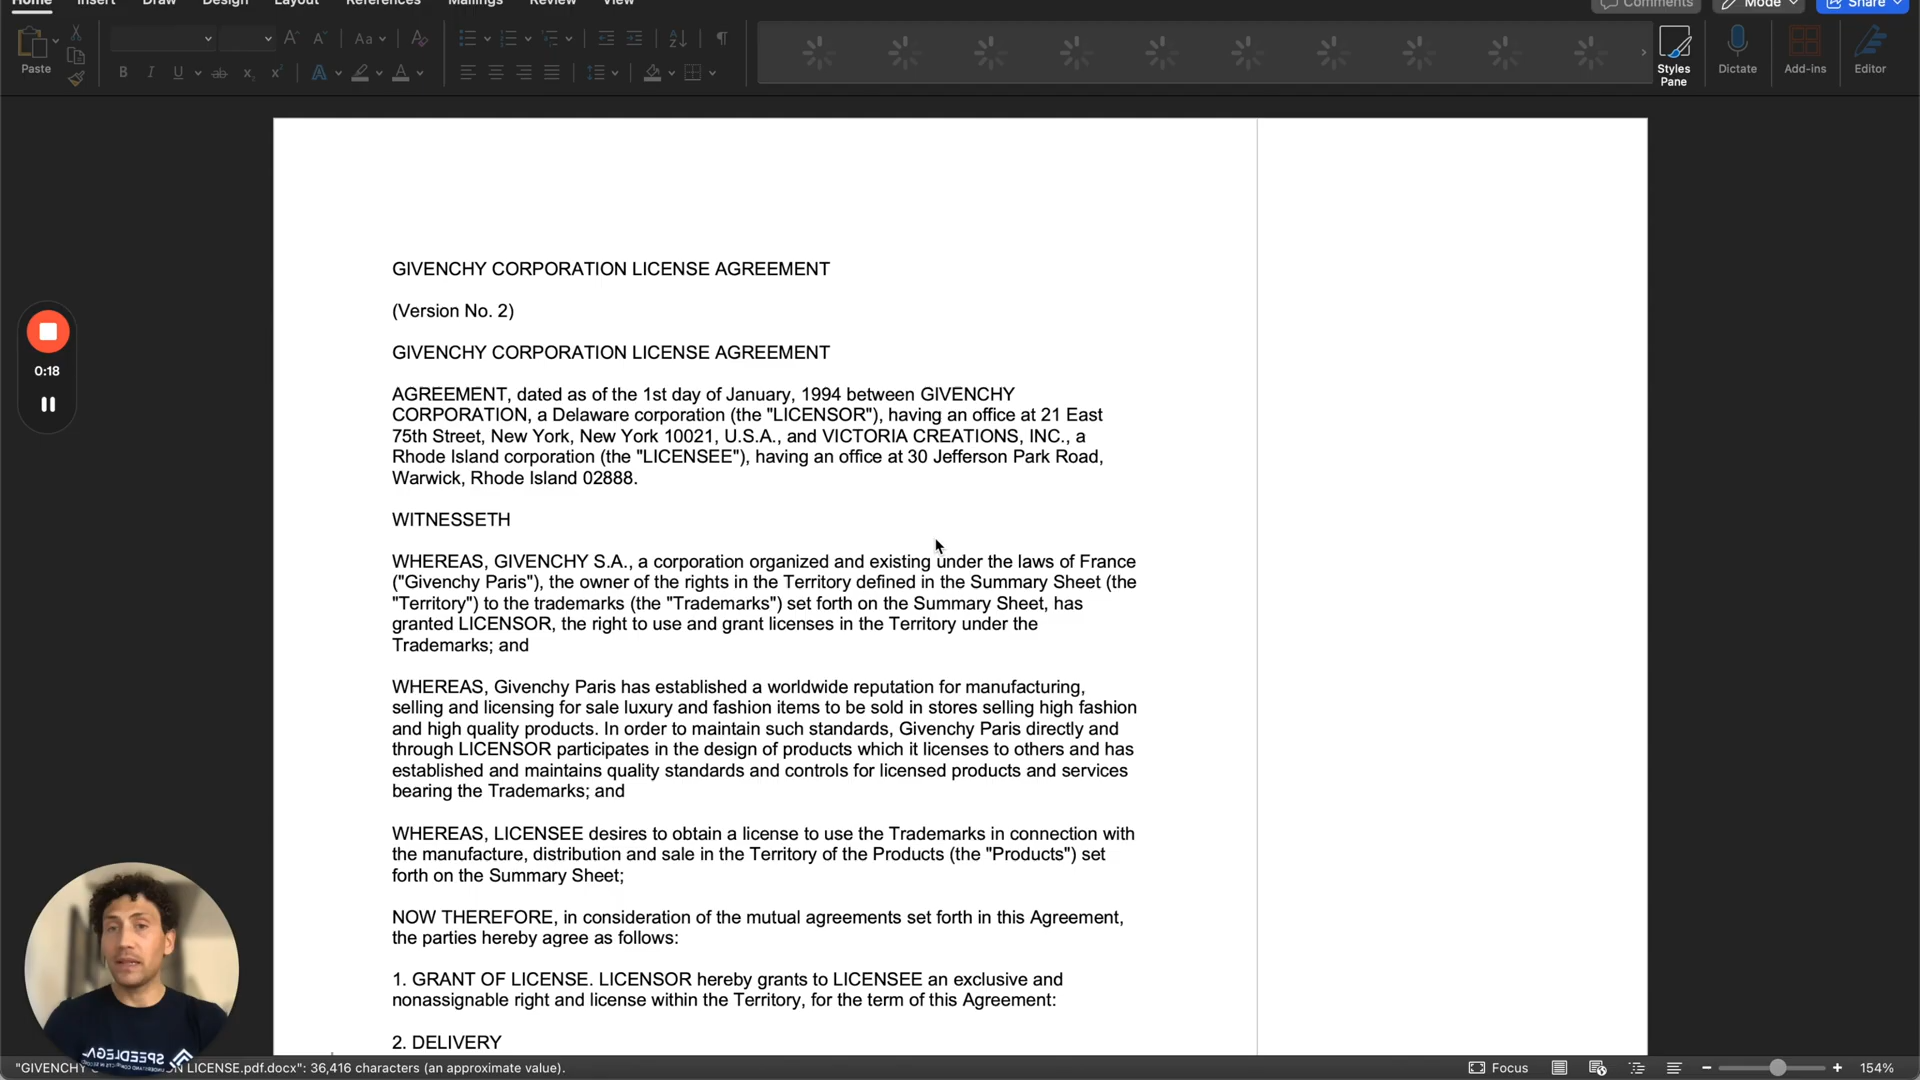 Home Insert Draw Design Layout References Mailings Review View
Comments Mode Share
Paste
Aa
B I U ab x₂ x² A A
Styles
Pane
Dictate
Add-ins
Editor
0:18
GIVENCHY CORPORATION LICENSE AGREEMENT
(Version No. 2)
GIVENCHY CORPORATION LICENSE AGREEMENT
AGREEMENT, dated as of the 1st day of January, 1994 between GIVENCHY
CORPORATION, a Delaware corporation (the "LICENSOR"), having an office at 21 East
75th Street, New York, New York 10021, U.S.A., and VICTORIA CREATIONS, INC., a
Rhode Island corporation (the "LICENSEE"), having an office at 30 Jefferson Park Road,
Warwick, Rhode Island 02888.
WITNESSETH
WHEREAS, GIVENCHY S.A., a corporation organized and existing under the laws of France
("Givenchy Paris"), the owner of the rights in the Territory defined in the Summary Sheet (the
"Territory") to the trademarks (the "Trademarks") set forth on the Summary Sheet, has
granted LICENSOR, the right to use and grant licenses in the Territory under the
Trademarks; and
WHEREAS, Givenchy Paris has established a worldwide reputation for manufacturing,
selling and licensing for sale luxury and fashion items to be sold in stores selling high fashion
and high quality products. In order to maintain such standards, Givenchy Paris directly and
through LICENSOR participates in the design of products which it licenses to others and has
established and maintains quality standards and controls for licensed products and services
bearing the Trademarks; and
WHEREAS, LICENSEE desires to obtain a license to use the Trademarks in connection with
the manufacture, distribution and sale in the Territory of the Products (the "Products") set
forth on the Summary Sheet;
NOW THEREFORE, in consideration of the mutual agreements set forth in this Agreement,
the parties hereby agree as follows:
1. GRANT OF LICENSE. LICENSOR hereby grants to LICENSEE an exclusive and
nonassignable right and license within the Territory, for the term of this Agreement:
2. DELIVERY
SPEEDLEGAL
"GIVENCHY LICENSE.pdf.docx": 36,416 characters (an approximate value).
Focus
154%